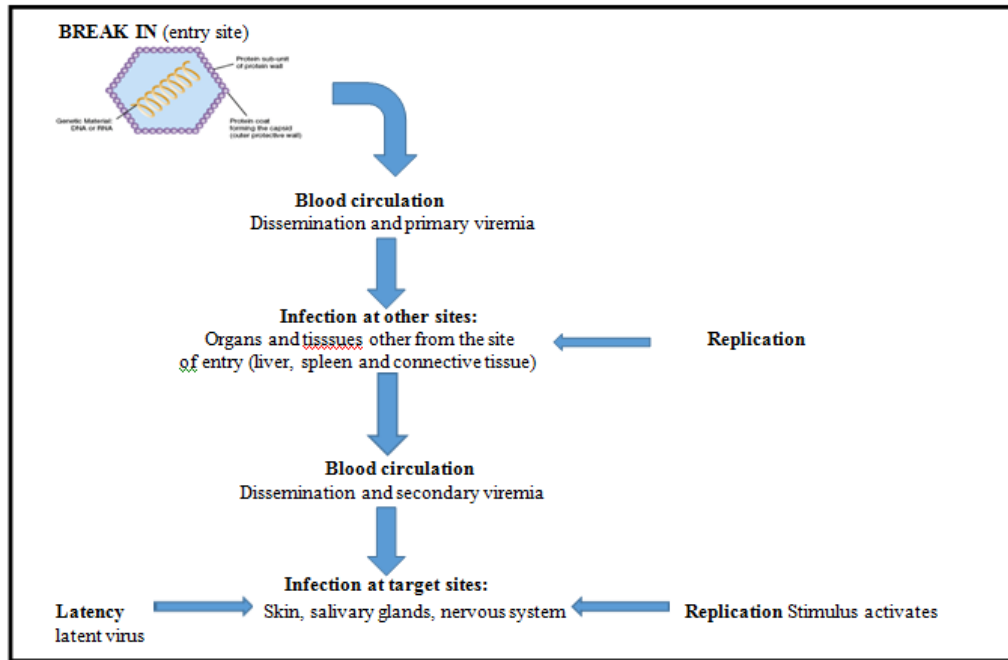 BREAK IN (entry site)
Protein sub-unit
of protein wall
Genetic Material:
DNA or RNA
Protein coat
forming the capsid
(outer protective wall)
Blood circulation
Dissemination and primary viremia
Infection at other sites:
Organs and tisssues other from the site
of entry (liver, spleen and connective tissue)
Replication
Blood circulation
Dissemination and secondary viremia
Infection at target sites:
Latency
latent virus
Skin, salivary glands, nervous system
Replication Stimulus activates